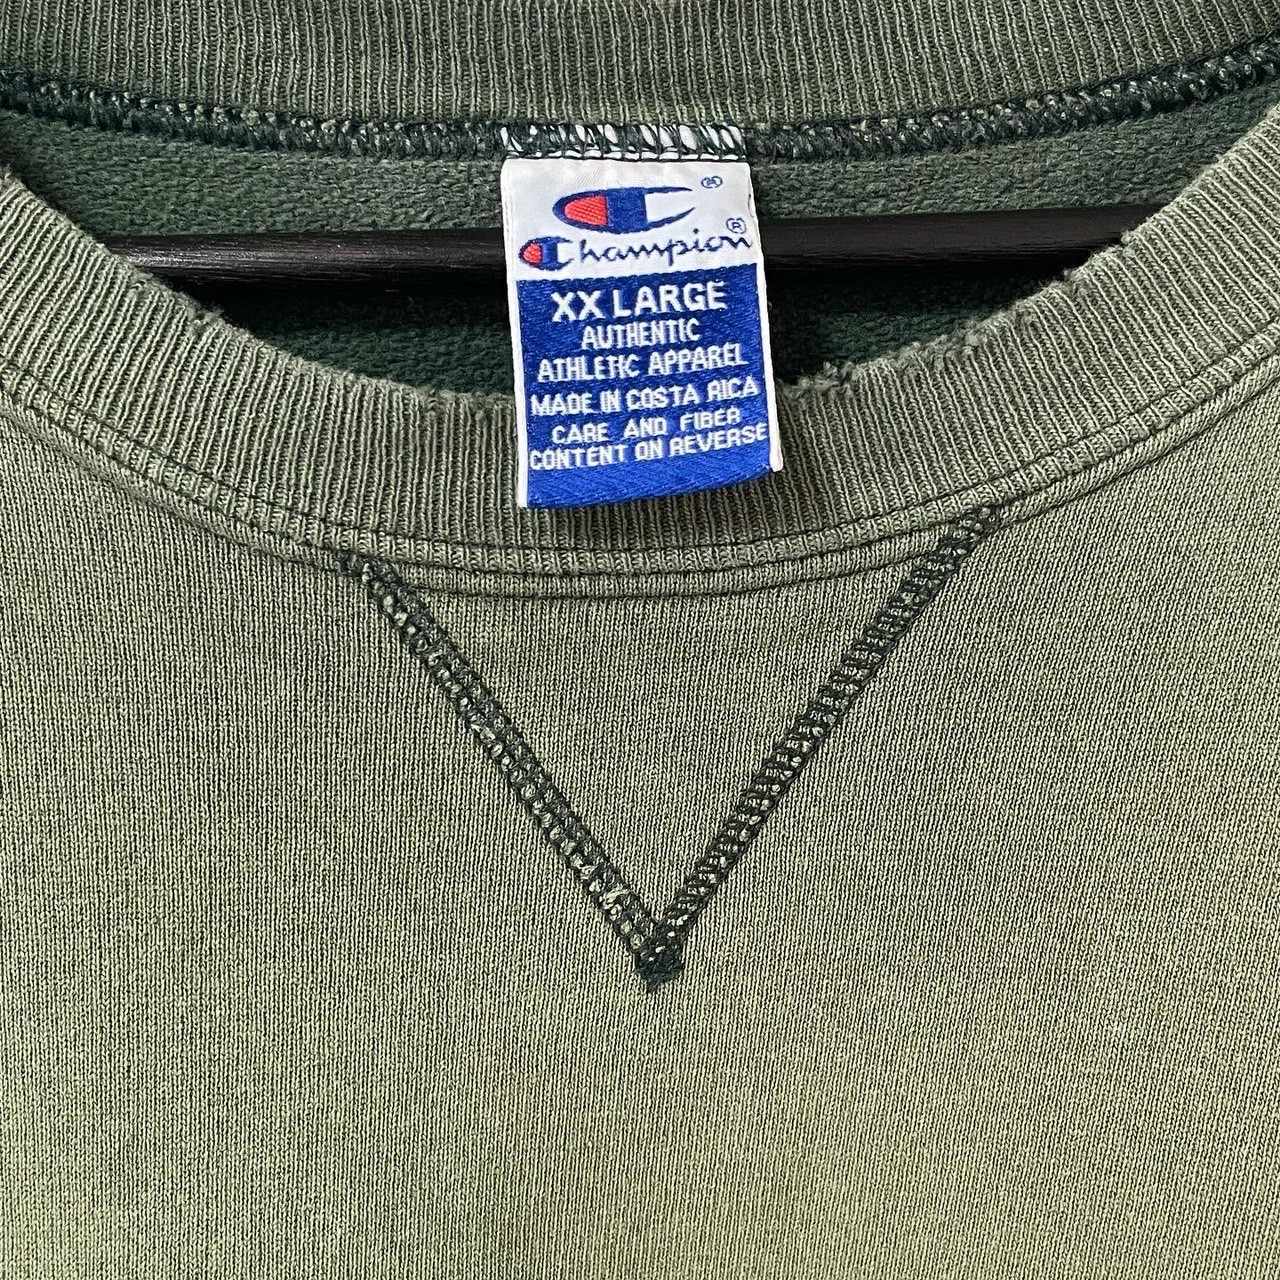 ®
Champion®
XX LARGE
AUTHENTIC
ATHLETIC APPAREL
MADE IN COSTA RICA
CARE AND FIBER
CONTENT ON REVERSE